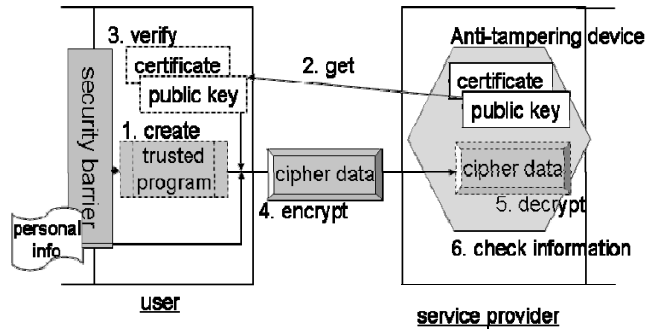 3. verify
certificate
public key
2. get
Anti-tampering device
certificate
public key
security barrier
1. create
trusted
program
cipher data
4. encrypt
cipher data
5. decrypt
6. check information
personal
info
user
service provider